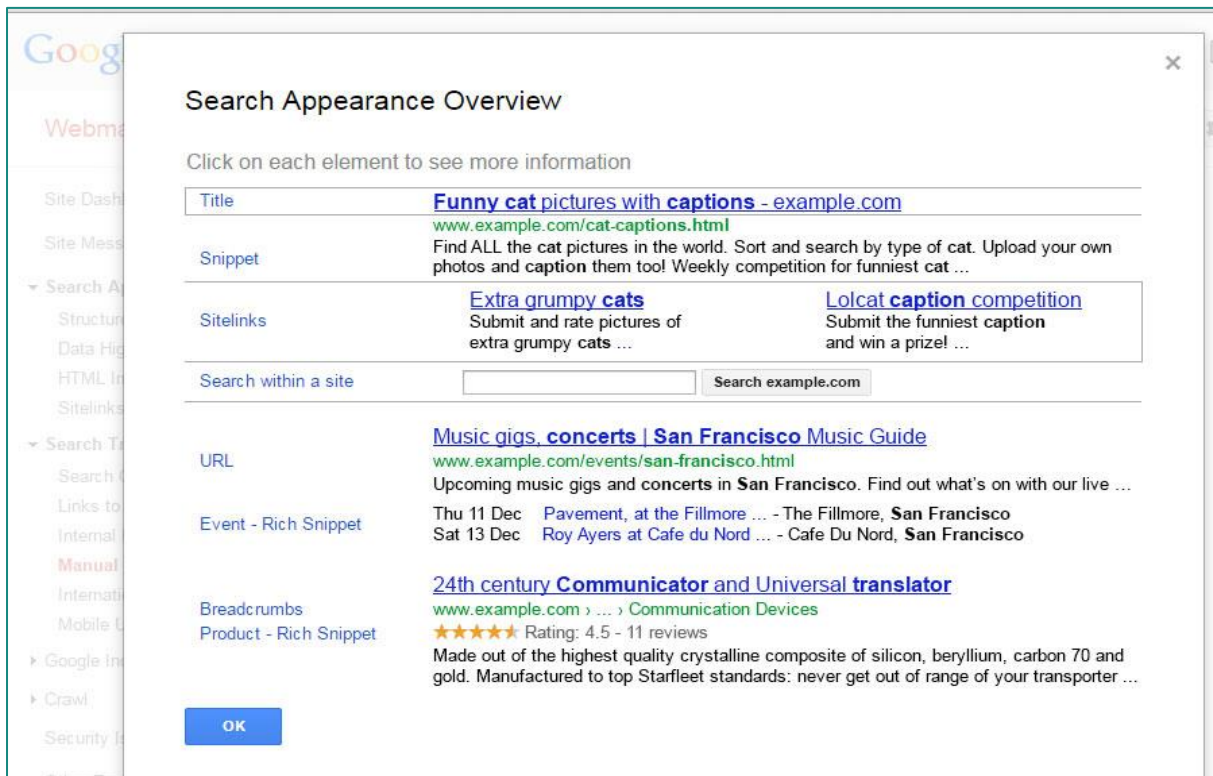 Goog
Search Appearance Overview
Webma
Click on each element to see more information
Site Dash
Title Funny cat pictures with captions - example.com
www.example.com/cat-captions.html
Site Mess
Snippet Find ALL the cat pictures in the world. Sort and search by type of cat. Upload your own
photos and caption them too! Weekly competition for funniest cat ...
Search Ap
Sitelinks Extra grumpy cats Lolcat caption competition
Structur
Submit and rate pictures of Submit the funniest caption
extra grumpy cats ... and win a prize! ...
Data Hig
HTML Im
Search within a site Search example.com
Sitelinks
Search Tr
Music gigs, concerts | San Francisco Music Guide
URL www.example.com/events/san-francisco.html
Search
Upcoming music gigs and concerts in San Francisco. Find out what's on with our live ...
Links to
Event - Rich Snippet Thu 11 Dec Pavement, at the Fillmore ... - The Fillmore, San Francisco
Sat 13 Dec Roy Ayers at Cafe du Nord ... - Cafe Du Nord, San Francisco
Internal
Manual
24th century Communicator and Universal translator
Internati
Breadcrumbs www.example.com › ... › Communication Devices
Mobile U
Product - Rich Snippet Rating: 4.5 - 11 reviews
Google Ind
Made out of the highest quality crystalline composite of silicon, beryllium, carbon 70 and
gold. Manufactured to top Starfleet standards: never get out of range of your transporter ...
Crawl
OK
Security Is